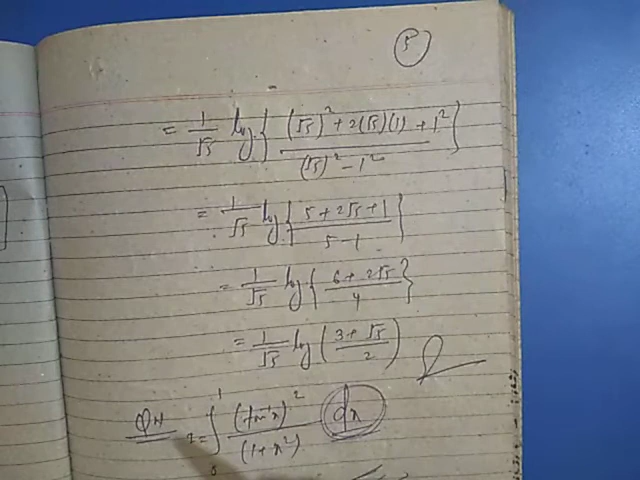 5
= 1/√5 log { (√5)² + 2(√5)(1) + 1² / (√5)² - 1² }
= 1/√5 log { 5 + 2√5 + 1 / 5 - 1 }
= 1/√5 log { 6 + 2√5 / 4 }
= 1/√5 log ( 3 + √5 / 2 )
I = ∫₀¹ (tan⁻¹x)² / (1 + x²) dx